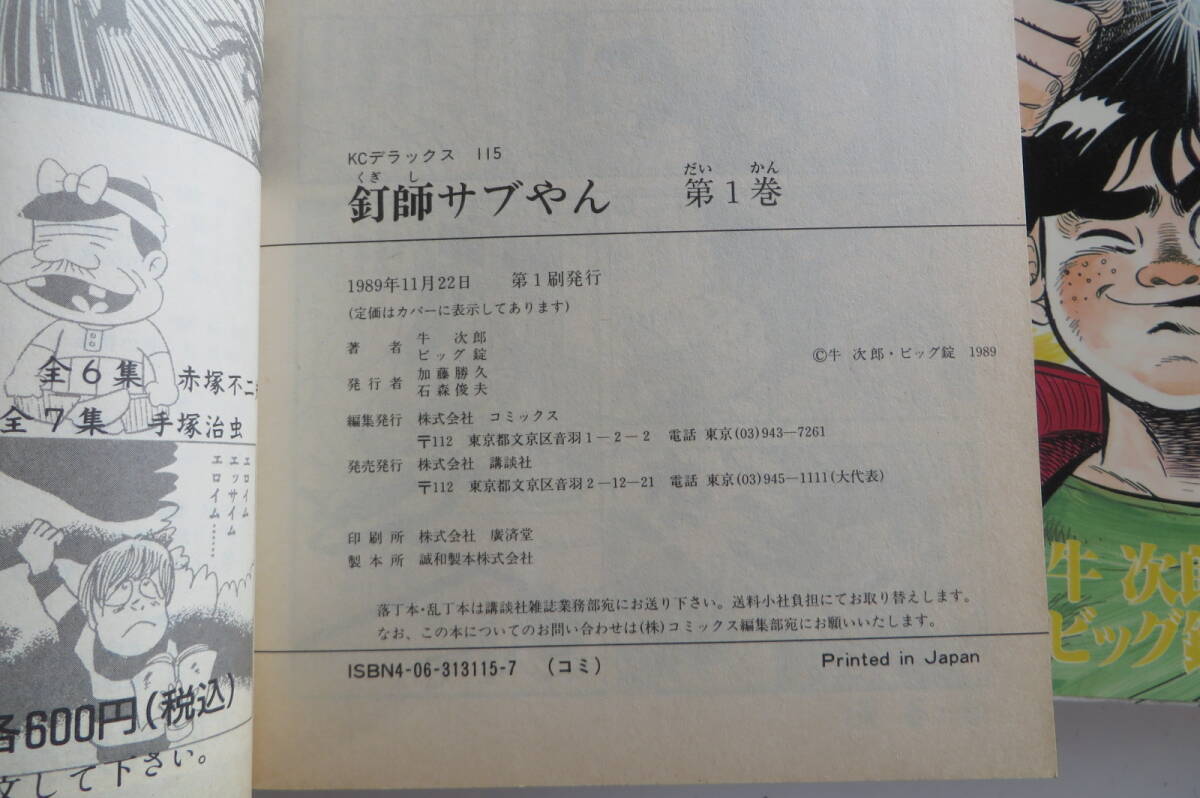 全6集 赤塚不二
全7集 手塚治虫
エロイム
エッサイム
エロイム……
各600円(税込)
文して下さい。
KCデラックス 115
くぎ し
釘師サブやん
だい かん
第1巻
1989年11月22日 第1刷発行
(定価はカバーに表示してあります)
著者 牛 次郎
ビッグ錠
©牛 次郎・ビッグ錠 1989
発行者 加藤勝久
石森俊夫
編集発行 株式会社 コミックス
〒112 東京都文京区音羽1-2-2 電話 東京(03)943—7261
発売発行 株式会社 講談社
〒112 東京都文京区音羽2-12-21 電話 東京(03)945—1111(大代表)
印刷所 株式会社 廣済堂
製本所 誠和製本株式会社
落丁本・乱丁本は講談社雑誌業務部宛にお送り下さい。送料小社負担にてお取り替えします。
なお、この本についてのお問い合わせは(株)コミックス編集部宛にお願いいたします。
ISBN4-06-313115-7 (コミ)
Printed in Japan
牛 次郎
ビッグ錠